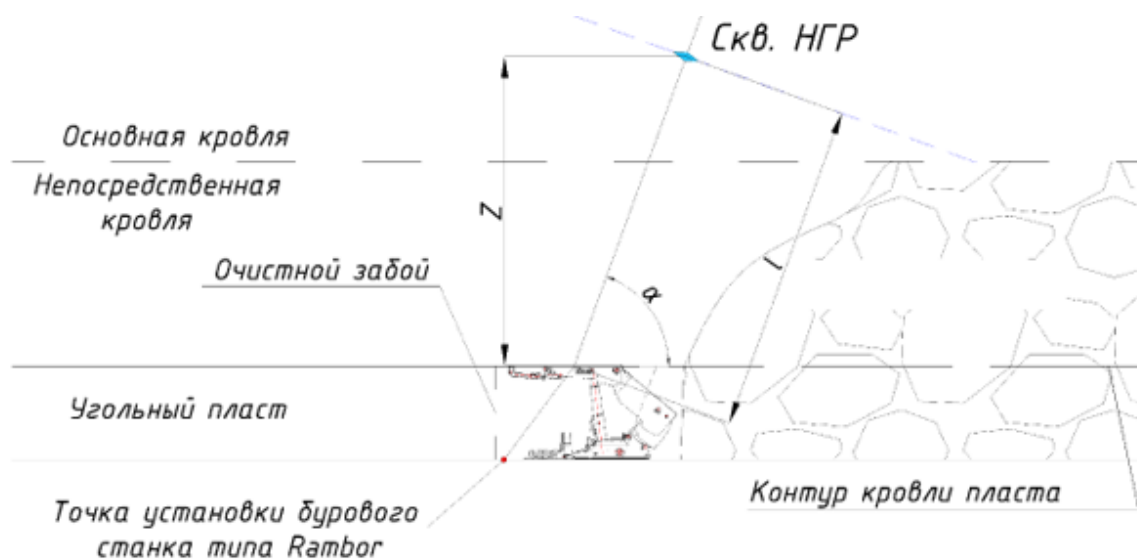 Скв. НГР
Основная кровля
Непосредственная
кровля
Z
l
α
Очистной забой
Угольный пласт
Контур кровли пласта
Точка установки бурового
станка типа Rambor